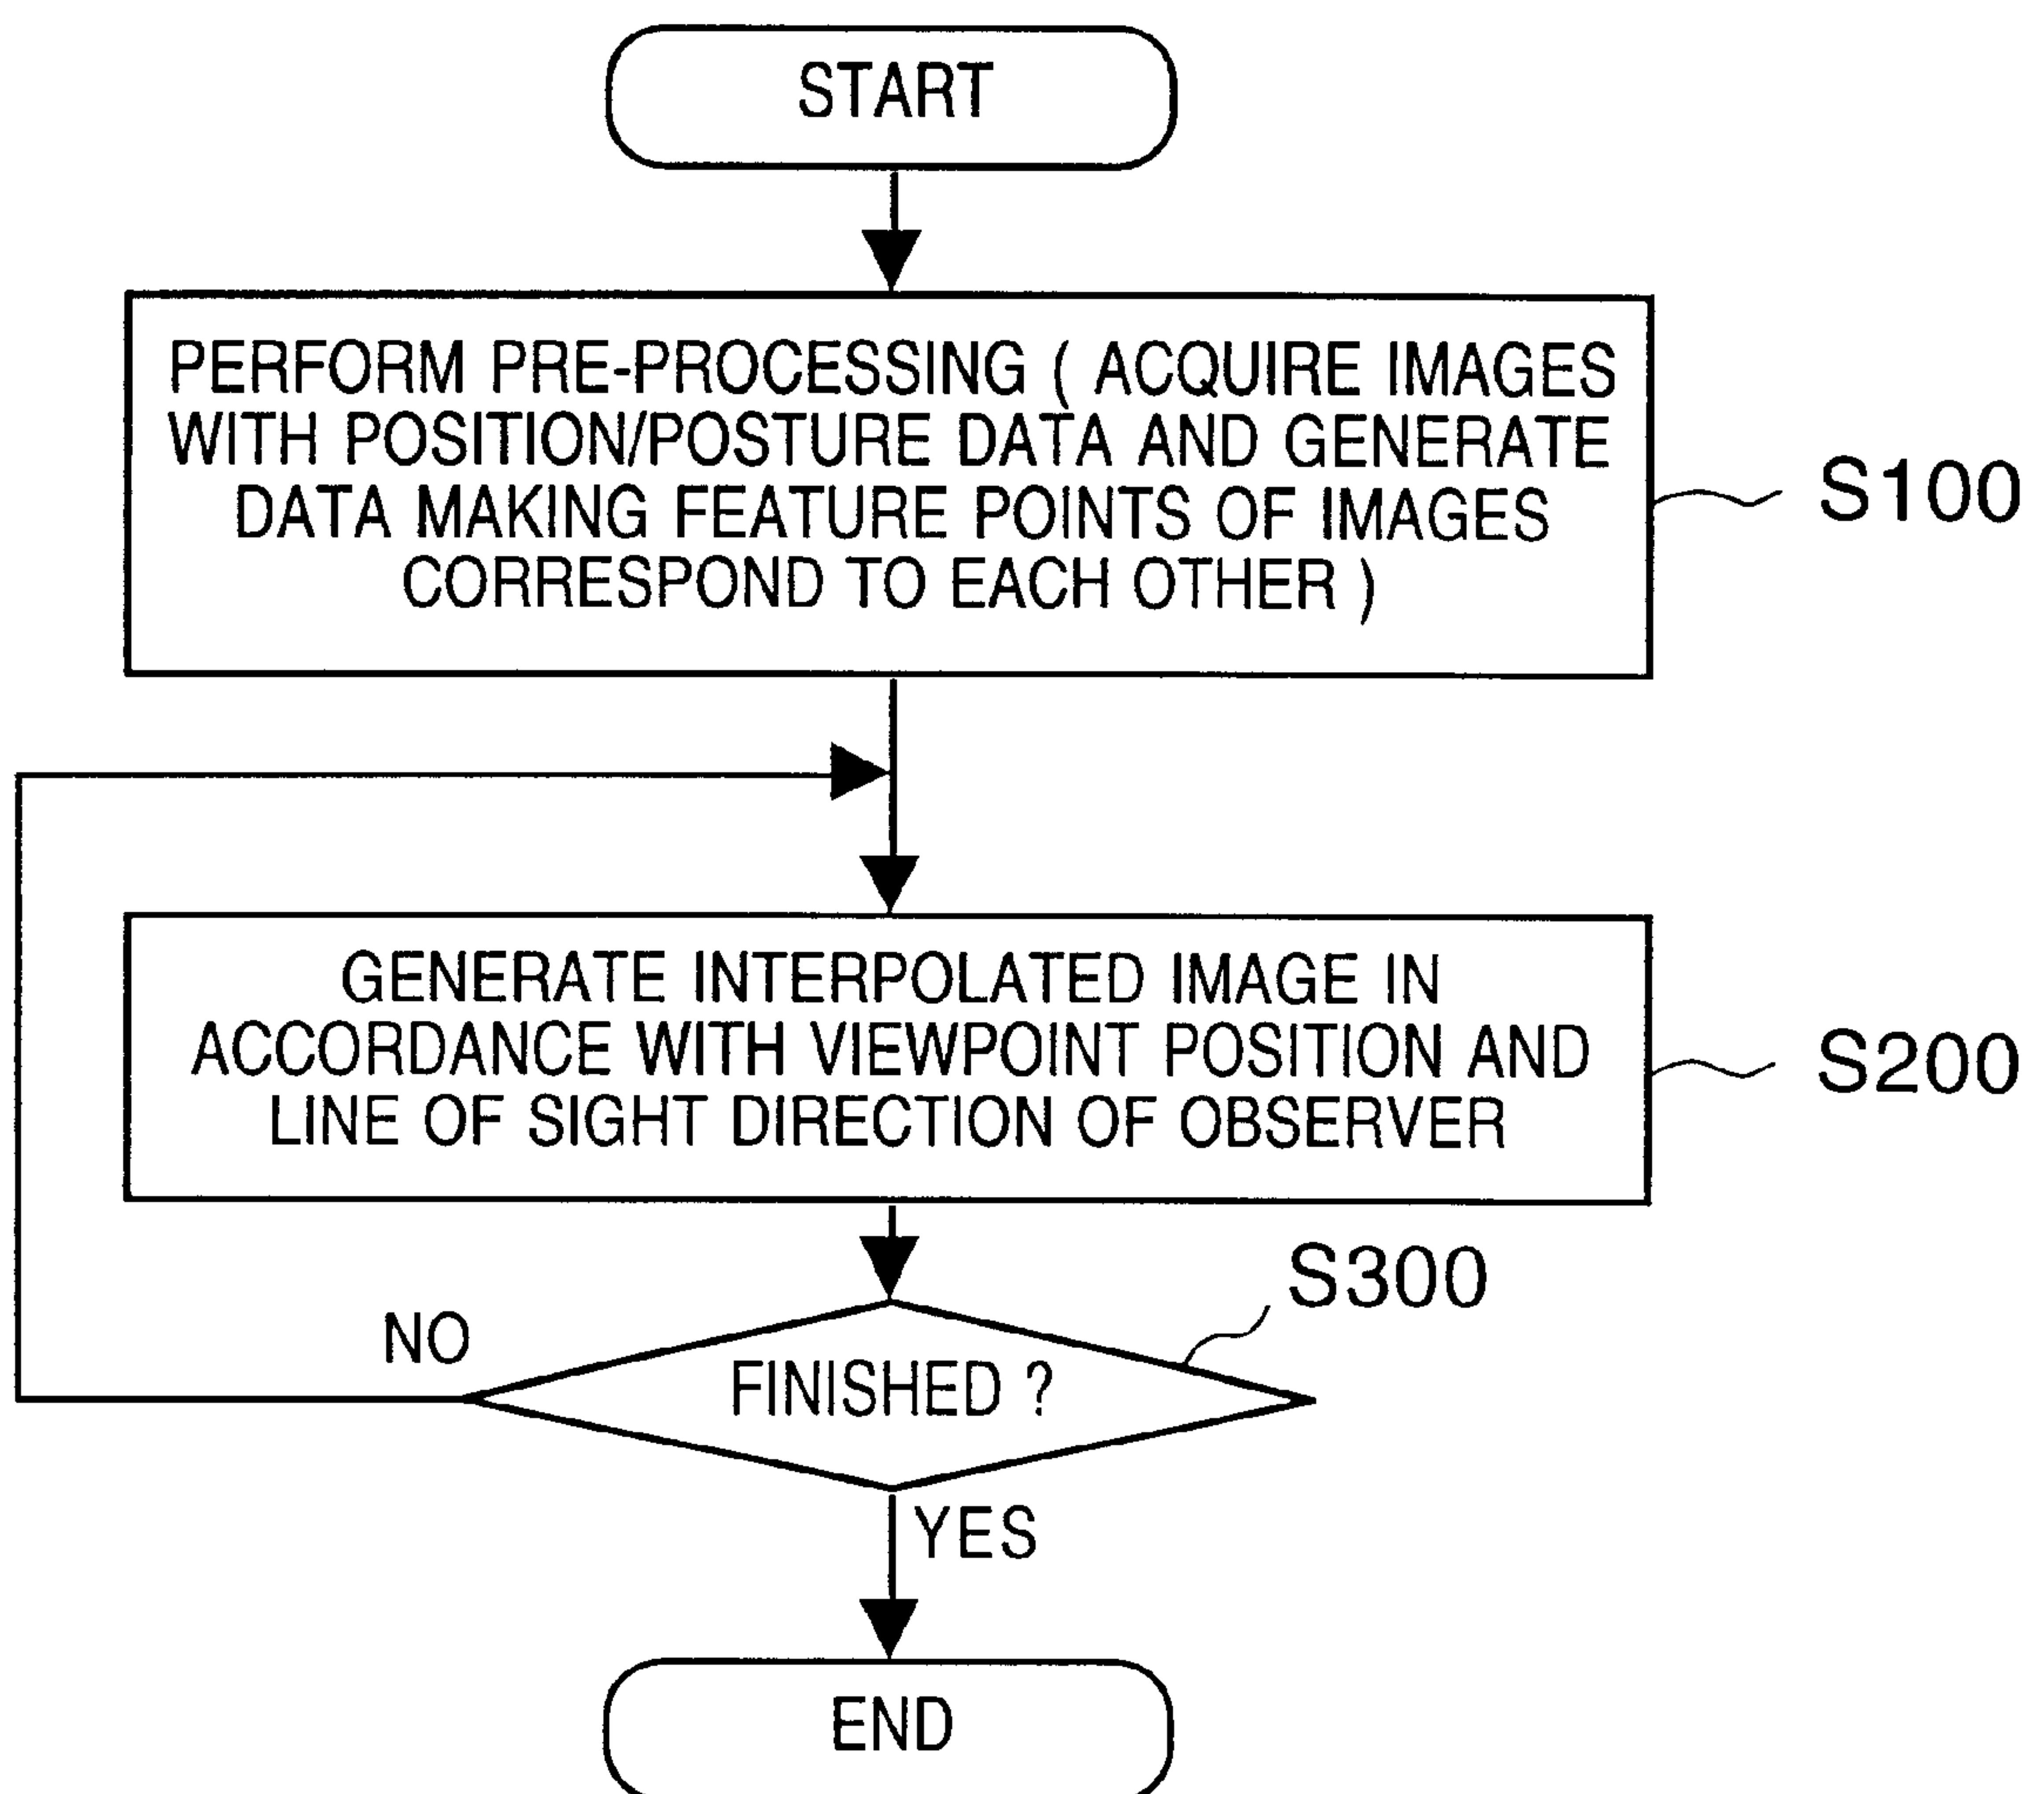 START
PERFORM PRE-PROCESSING ( ACQUIRE IMAGES
WITH POSITION/POSTURE DATA AND GENERATE
DATA MAKING FEATURE POINTS OF IMAGES
CORRESPOND TO EACH OTHER )
S100
GENERATE INTERPOLATED IMAGE IN
ACCORDANCE WITH VIEWPOINT POSITION AND
LINE OF SIGHT DIRECTION OF OBSERVER
S200
S300
NO
FINISHED ?
YES
END